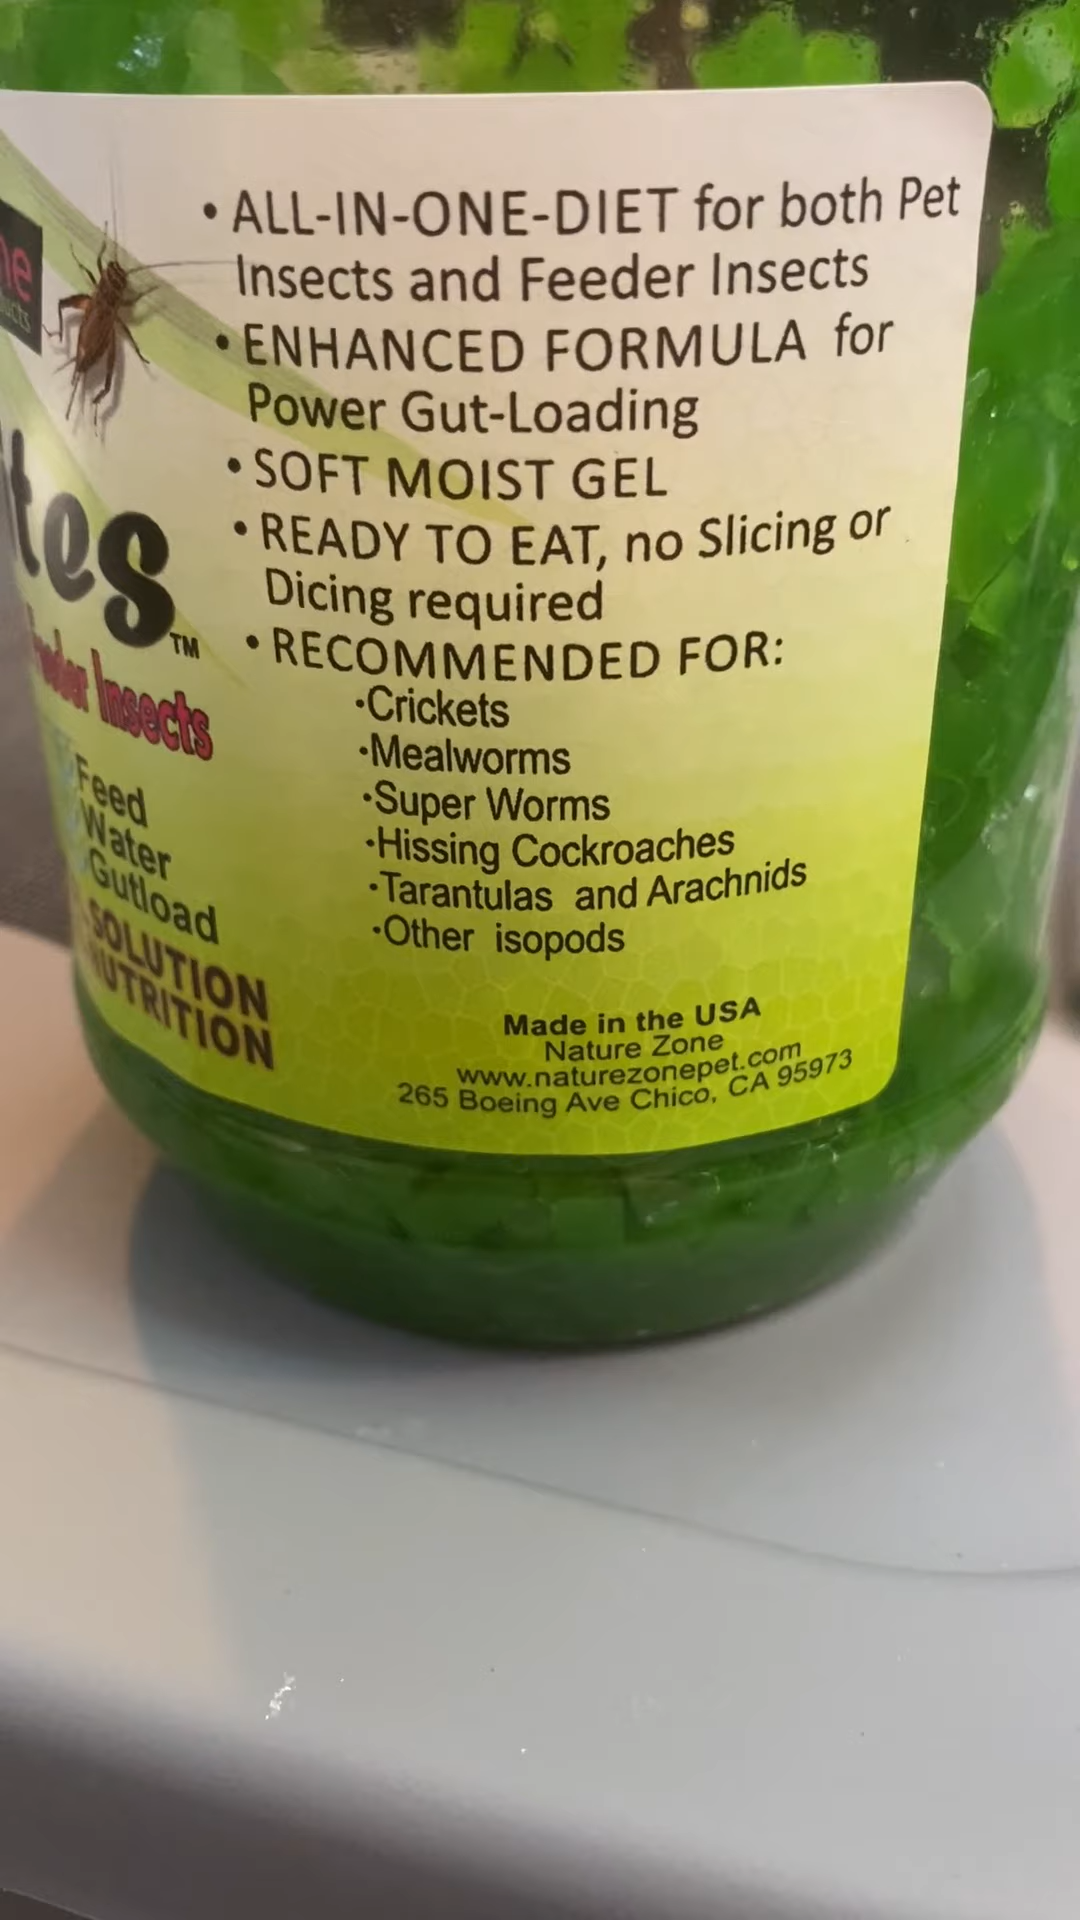 • ALL-IN-ONE-DIET for both Pet
Insects and Feeder Insects
• ENHANCED FORMULA for
Power Gut-Loading
• SOFT MOIST GEL
• READY TO EAT, no Slicing or
Dicing required
• RECOMMENDED FOR:
·Crickets
·Mealworms
·Super Worms
·Hissing Cockroaches
·Tarantulas and Arachnids
·Other isopods
Made in the USA
Nature Zone
www.naturezonepet.com
265 Boeing Ave Chico, CA 95973
tes™
Insects
Feed
Water
Gutload
SOLUTION
NUTRITION